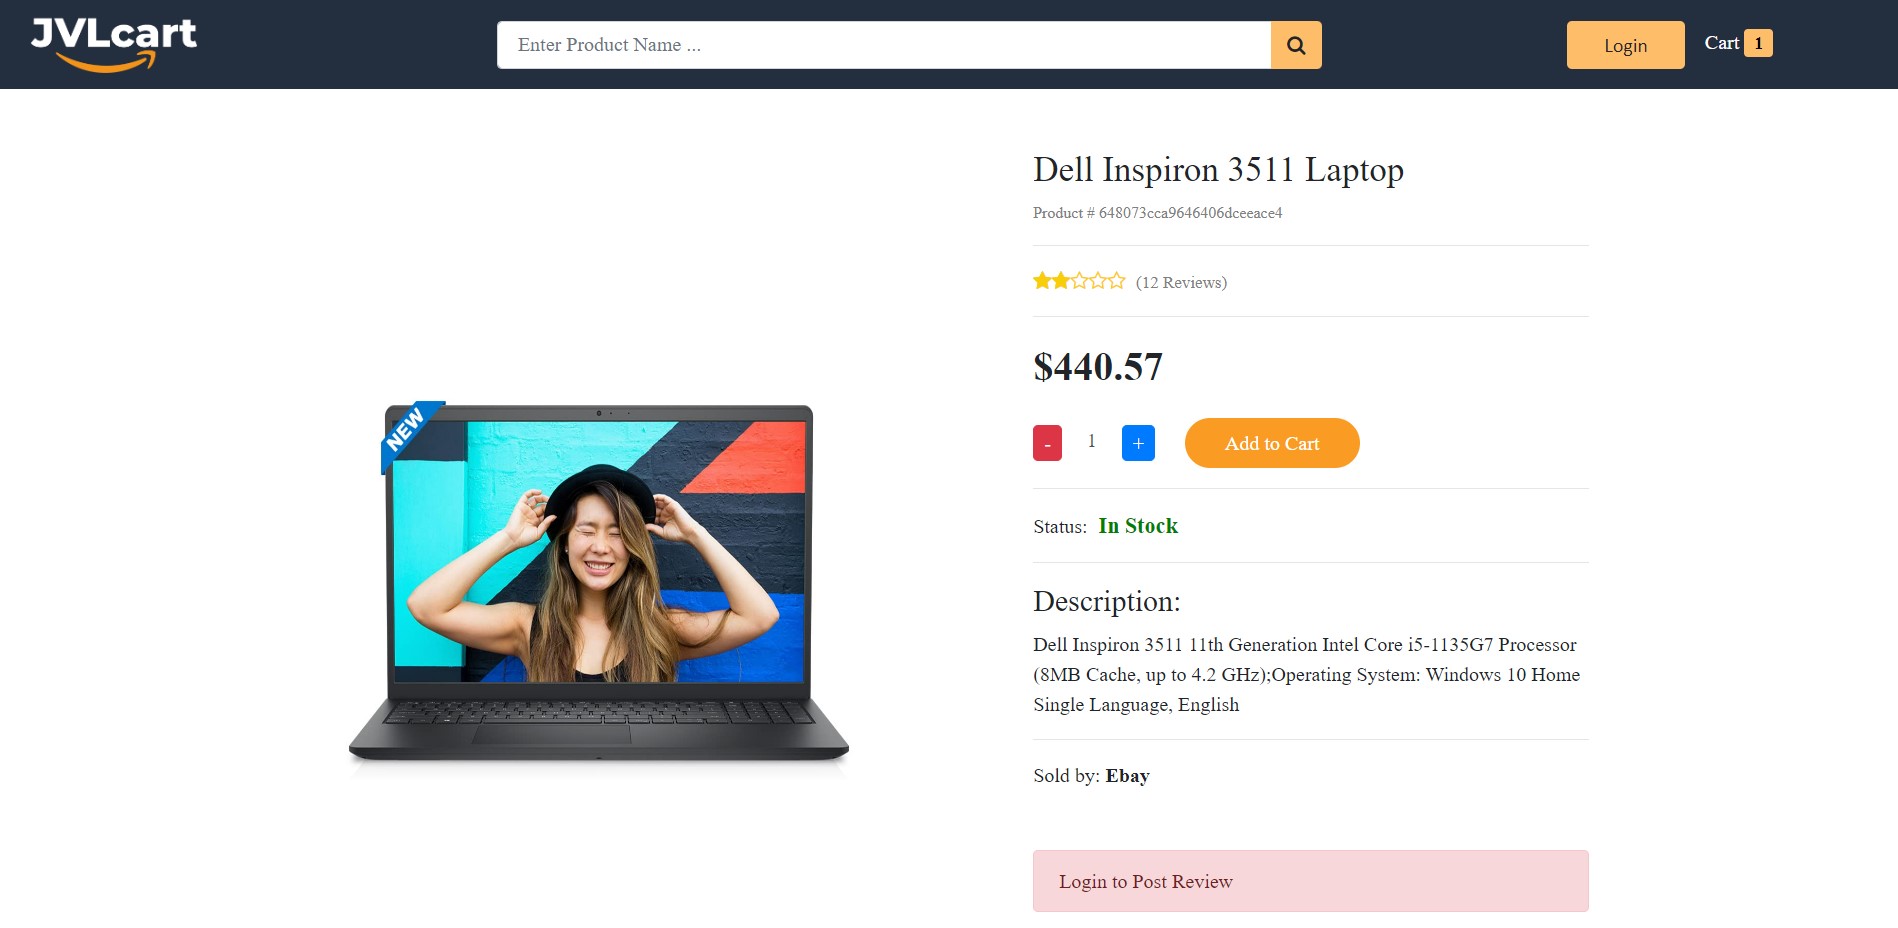 JVLcart
Enter Product Name ...
Login
Cart 1
Dell Inspiron 3511 Laptop
Product # 648073cca9646406dceeace4
(12 Reviews)
$440.57
- 1 + Add to Cart
Status: In Stock
Description:
Dell Inspiron 3511 11th Generation Intel Core i5-1135G7 Processor
(8MB Cache, up to 4.2 GHz);Operating System: Windows 10 Home
Single Language, English
Sold by: Ebay
Login to Post Review
NEW